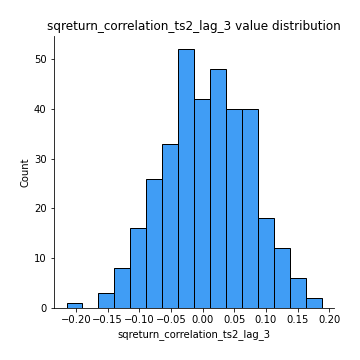 sqreturn_correlation_ts2_lag_3 value distribution
50
40
30
20
10
0
Count
−0.20 −0.15 −0.10 −0.05 0.00 0.05 0.10 0.15 0.20
sqreturn_correlation_ts2_lag_3